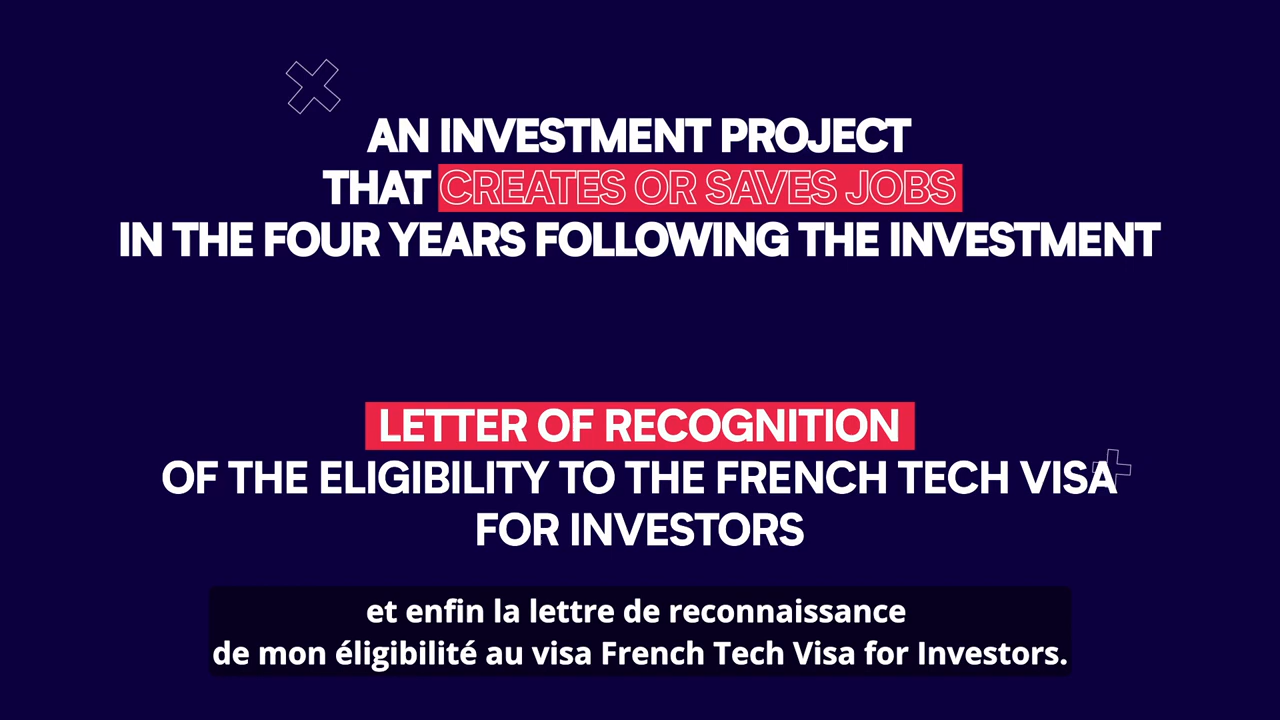 AN INVESTMENT PROJECT
THAT CREATES OR SAVES JOBS
IN THE FOUR YEARS FOLLOWING THE INVESTMENT
LETTER OF RECOGNITION
OF THE ELIGIBILITY TO THE FRENCH TECH VISA
FOR INVESTORS
et enfin la lettre de reconnaissance
de mon éligibilité au visa French Tech Visa for Investors.